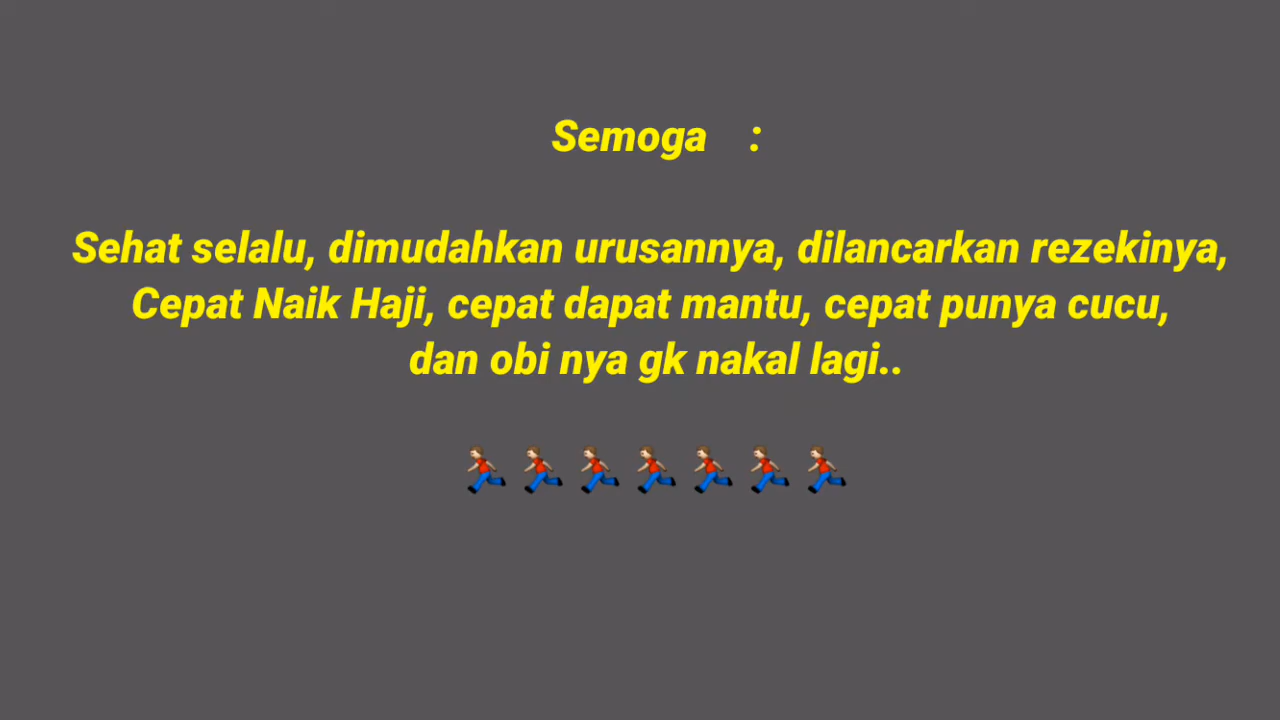 Semoga :
Sehat selalu, dimudahkan urusannya, dilancarkan rezekinya,
Cepat Naik Haji, cepat dapat mantu, cepat punya cucu,
dan obi nya gk nakal lagi..
🏃🏃🏃🏃🏃🏃🏃